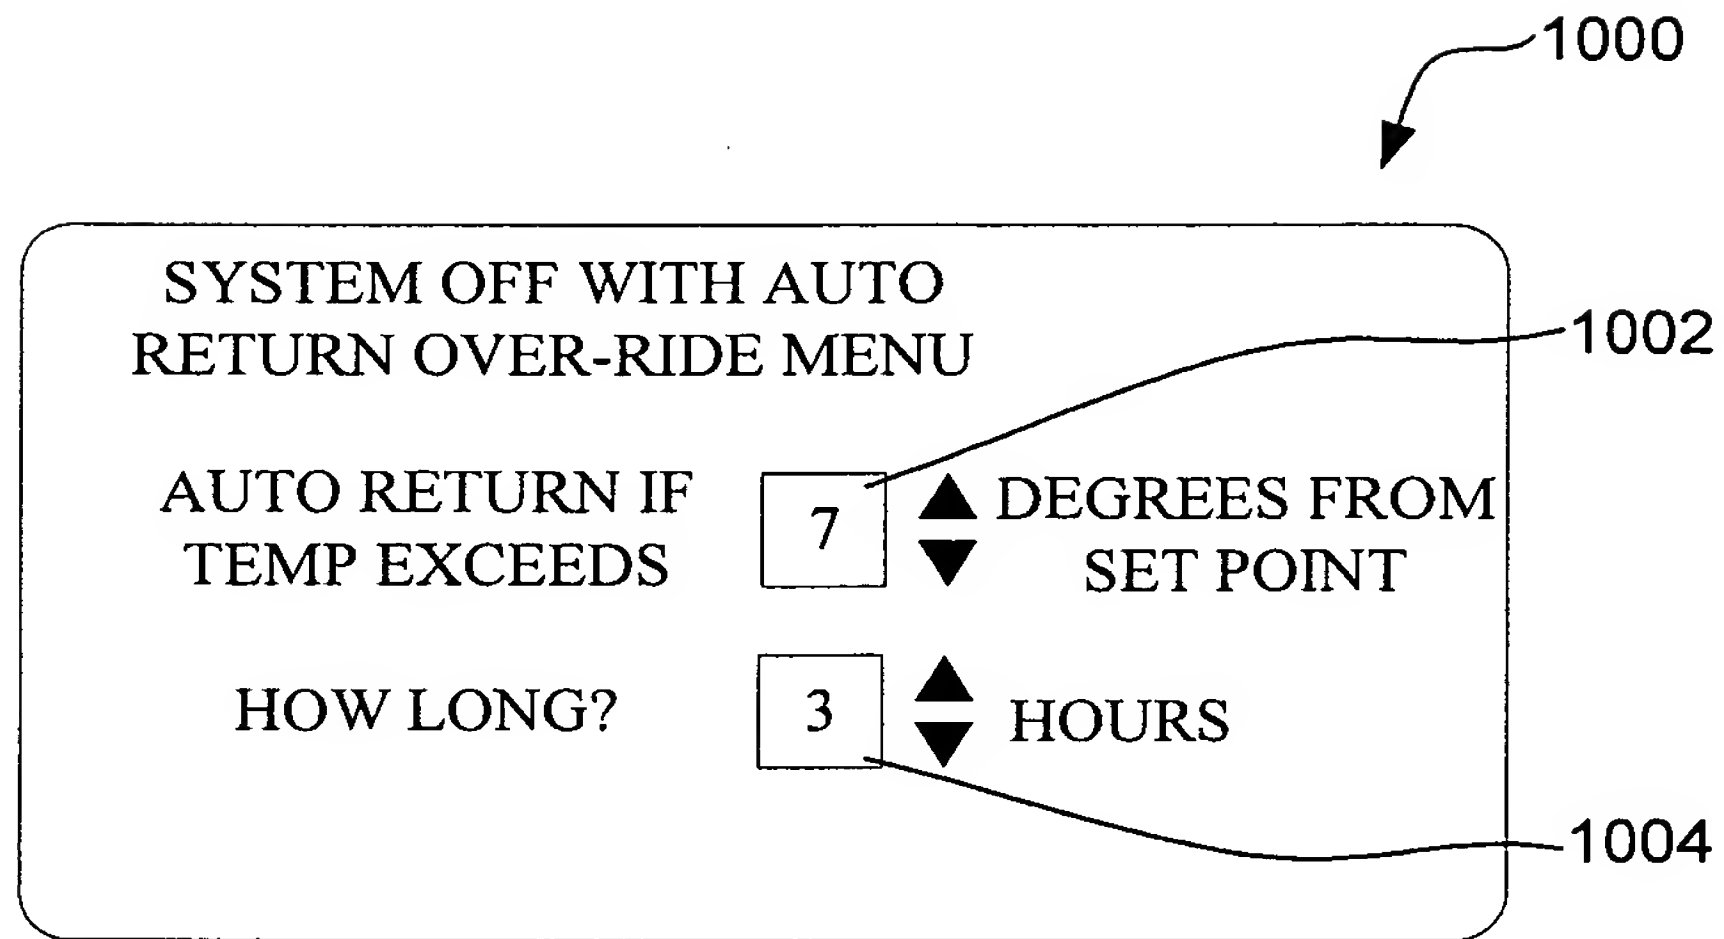 1000
SYSTEM OFF WITH AUTO
RETURN OVER-RIDE MENU
1002
AUTO RETURN IF
TEMP EXCEEDS
7
DEGREES FROM
SET POINT
HOW LONG?
3
HOURS
1004